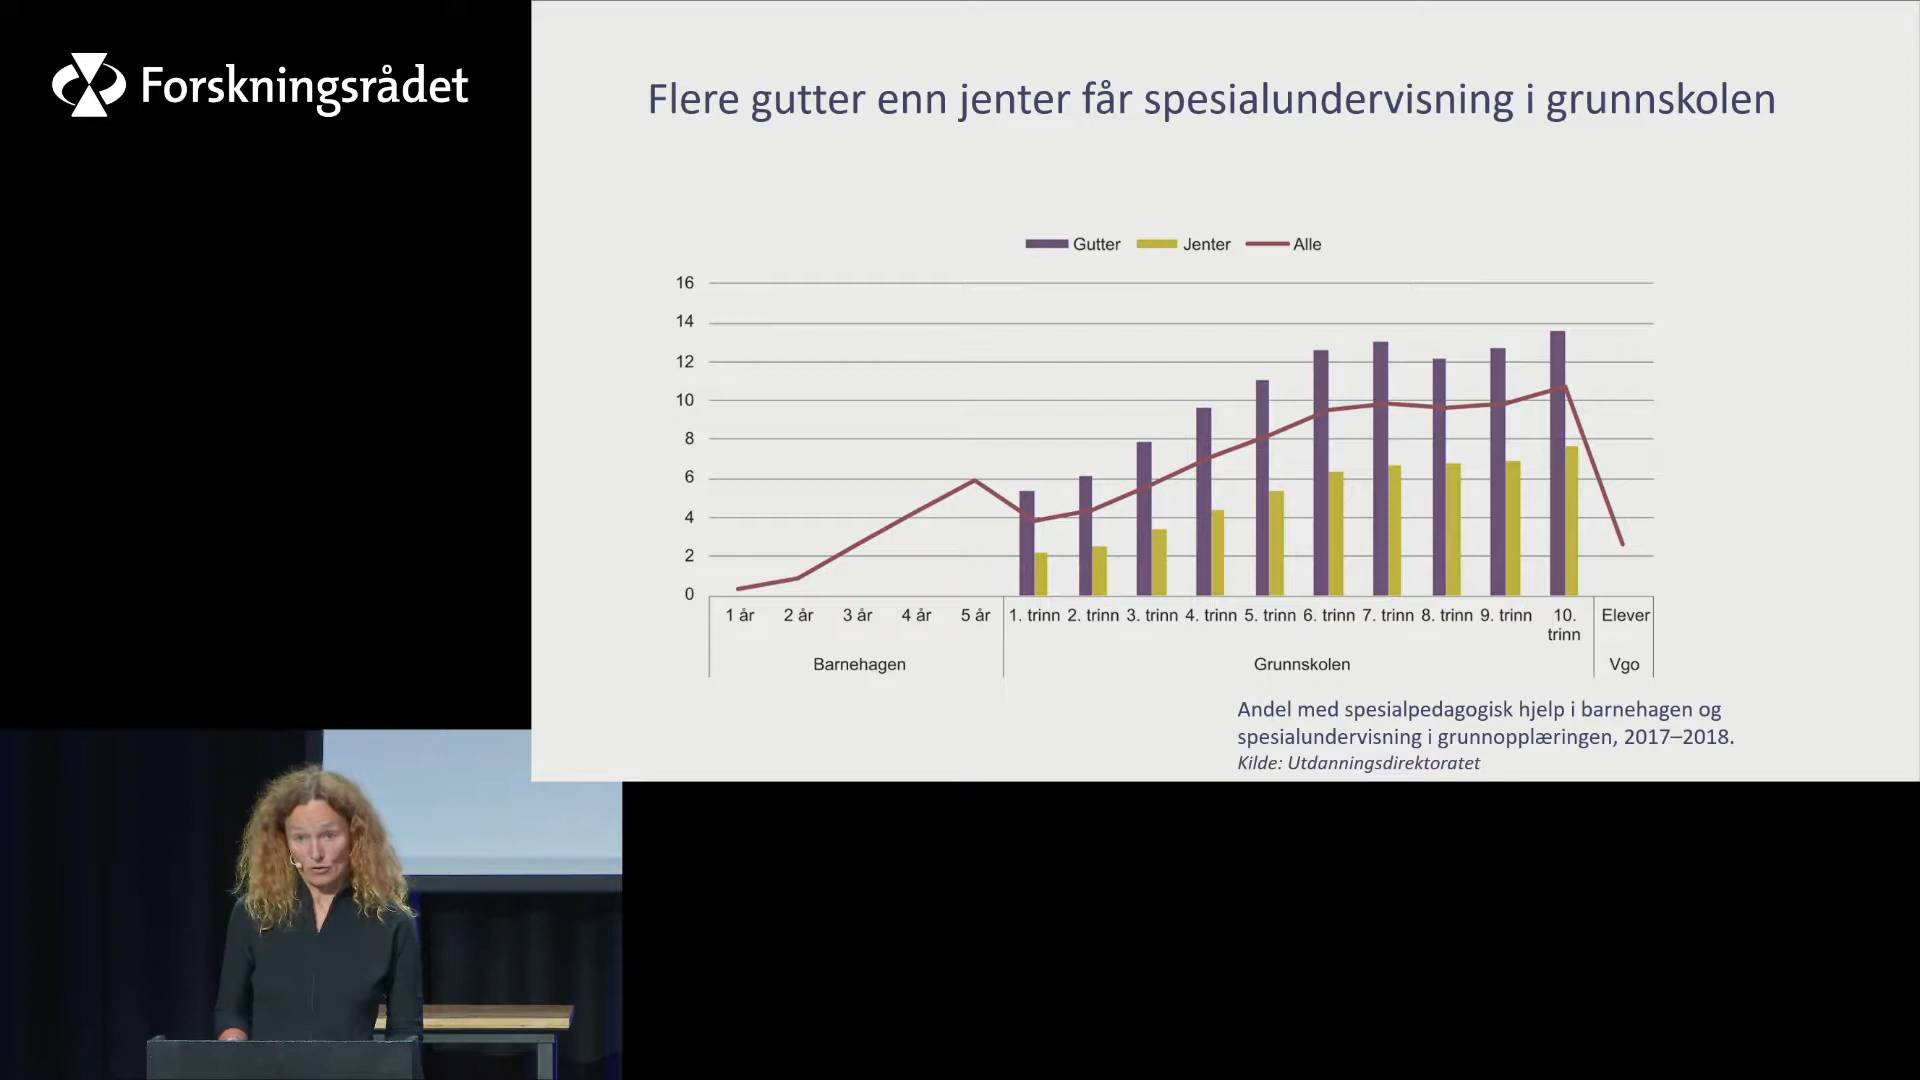 Forskningsrådet
Flere gutter enn jenter får spesialundervisning i grunnskolen
Gutter Jenter Alle
16
14
12
10
8
6
4
2
0
1 år 2 år 3 år 4 år 5 år 1. trinn 2. trinn 3. trinn 4. trinn 5. trinn 6. trinn 7. trinn 8. trinn 9. trinn 10. trinn Elever
Barnehagen Grunnskolen Vgo
Andel med spesialpedagogisk hjelp i barnehagen og
spesialundervisning i grunnopplæringen, 2017–2018.
Kilde: Utdanningsdirektoratet